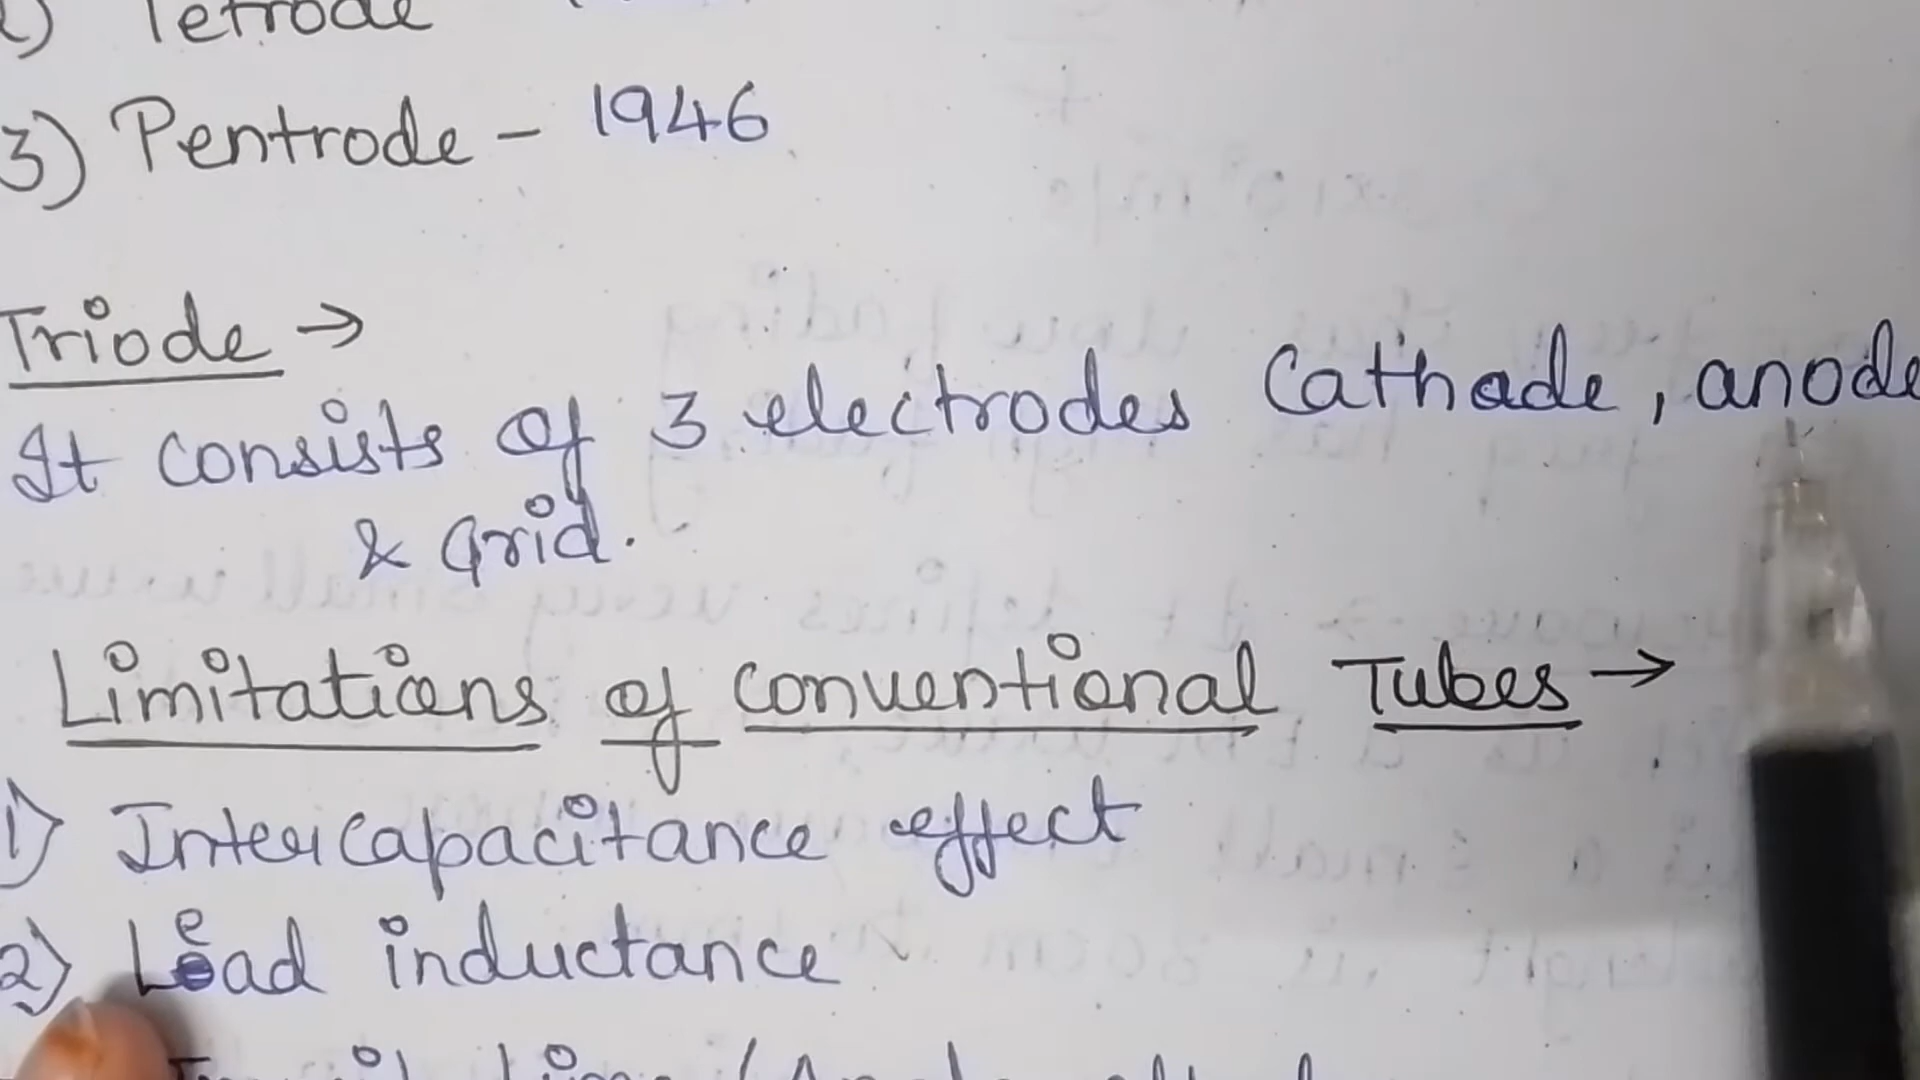 Tetrode
3) Pentrode - 1946
Triode →
It consists of 3 electrodes Cathode, anode
& Grid.
Limitations of conventional Tubes →
1) Intercapacitance effect
2) Lead inductance